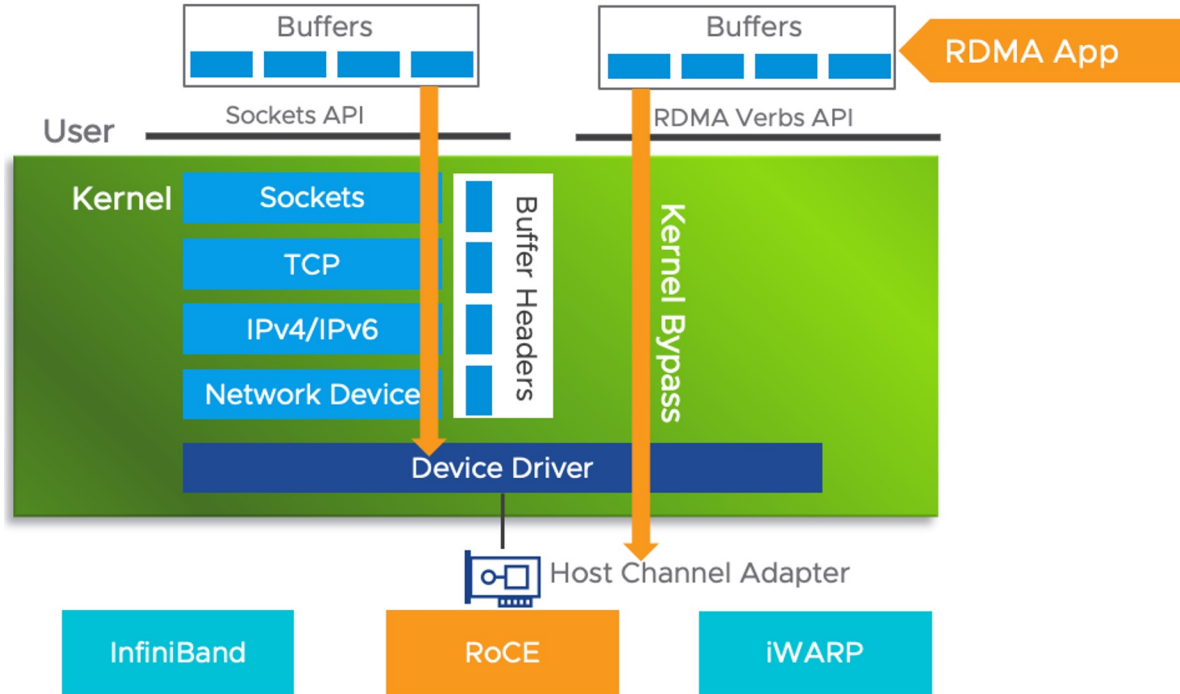 Buffers
Buffers
RDMA App
Sockets API
RDMA Verbs API
User
Kernel
Sockets
TCP
IPv4/IPv6
Network Device
Buffer Headers
Kernel Bypass
Device Driver
Host Channel Adapter
InfiniBand
RoCE
iWARP